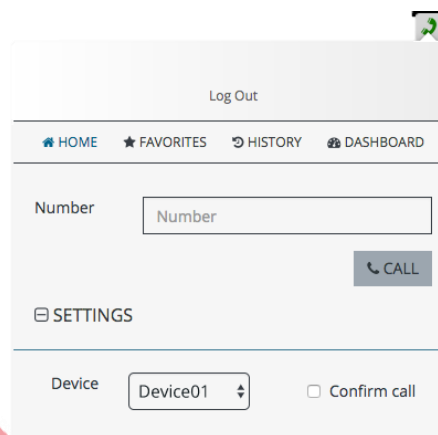 Log Out
HOME FAVORITES HISTORY DASHBOARD
Number Number
CALL
SETTINGS
Device Device01 Confirm call